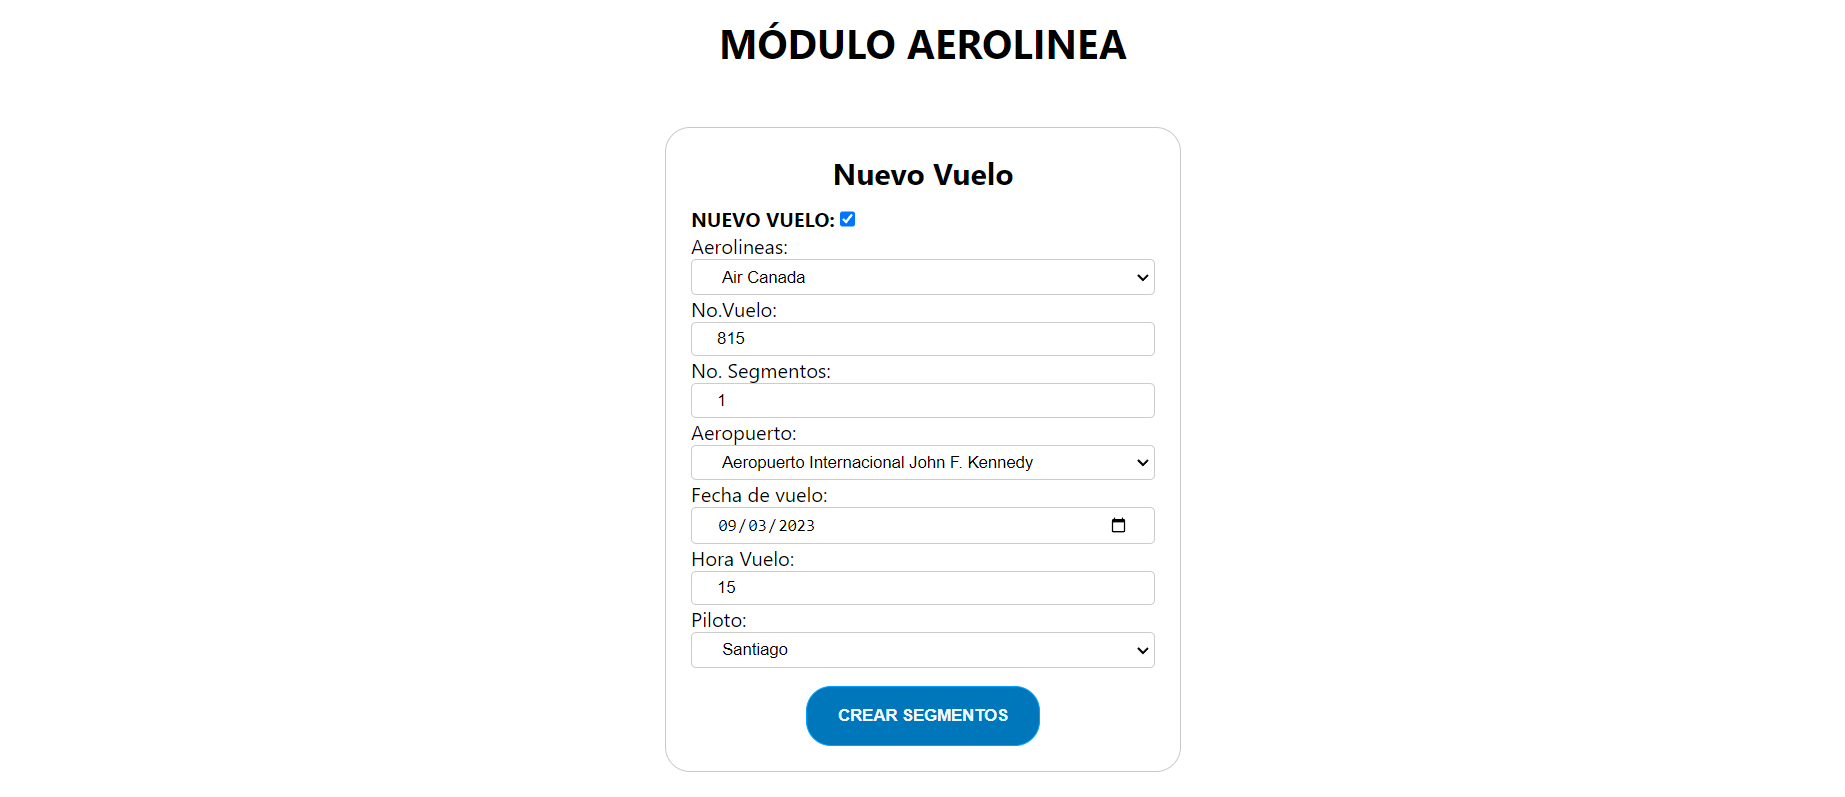 MÓDULO AEROLINEA
Nuevo Vuelo
NUEVO VUELO:
Aerolineas:
Air Canada
No.Vuelo:
815
No. Segmentos:
1
Aeropuerto:
Aeropuerto Internacional John F. Kennedy
Fecha de vuelo:
09/03/2023
Hora Vuelo:
15
Piloto:
Santiago
CREAR SEGMENTOS